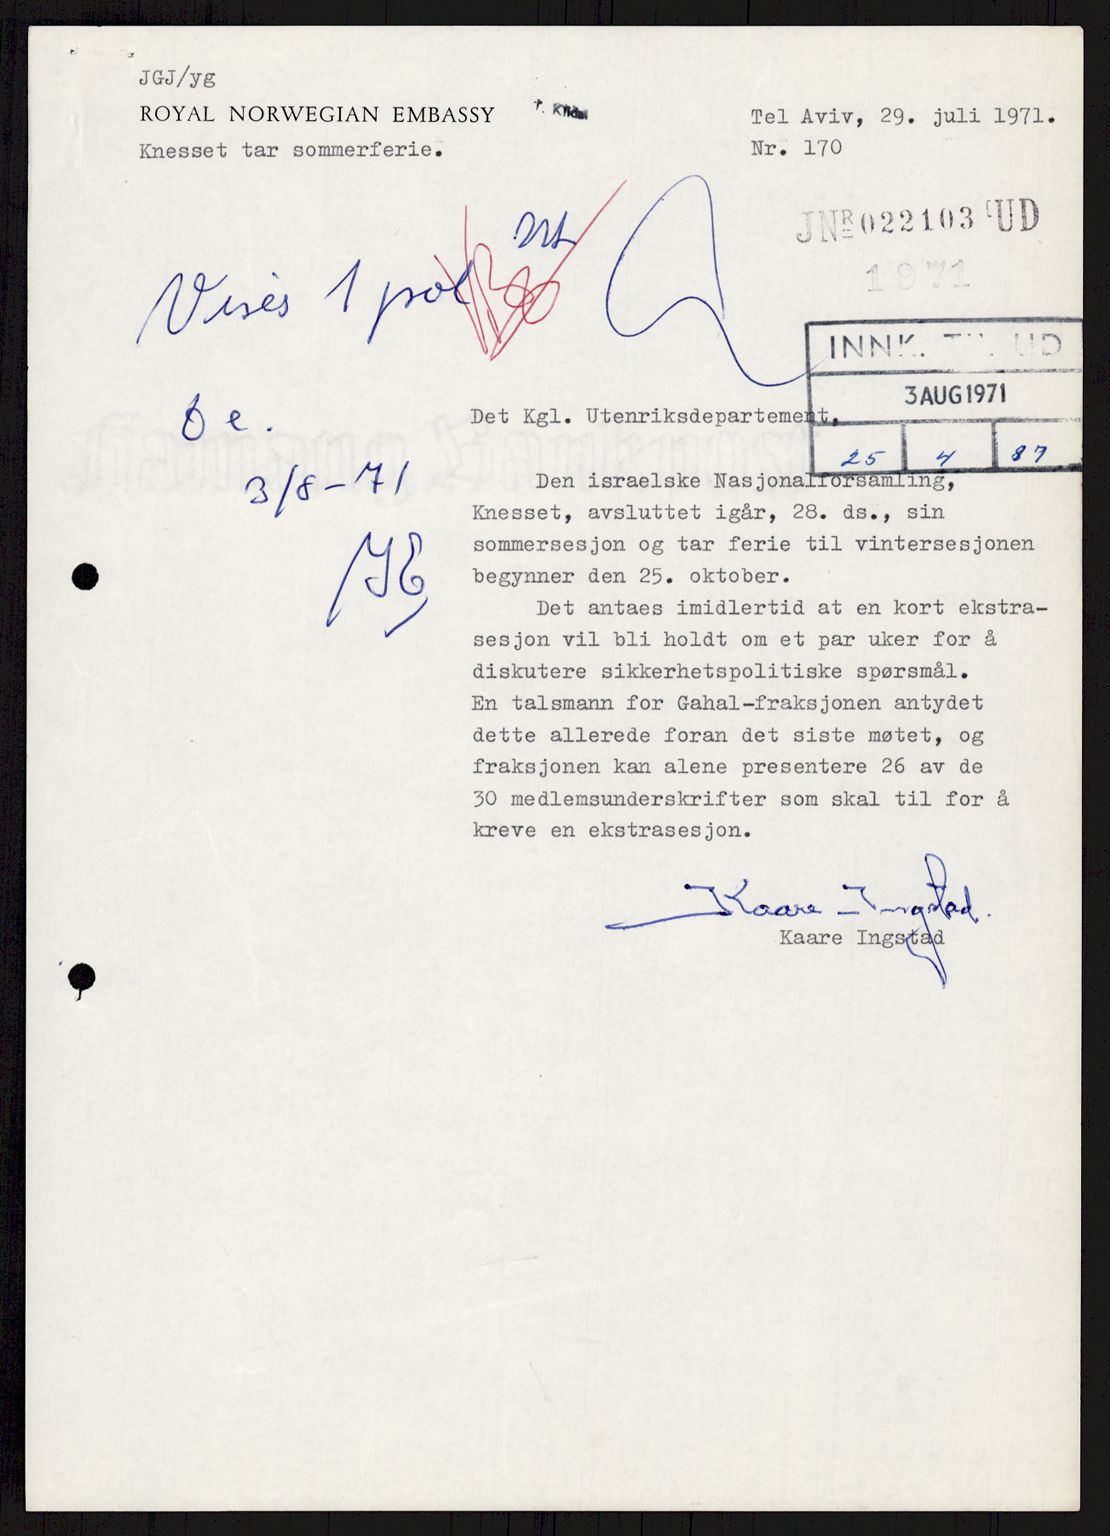 JGJ/yg
ROYAL NORWEGIAN EMBASSY
Knesset tar sommerferie.
Tel Aviv, 29. juli 1971.
Nr. 170
JNR 022103 UD
1971
Vises 1 pol
INNK. TIL UD
3 AUG 1971
25 4 87
3/8-71
Det Kgl. Utenriksdepartement,
Den israelske Nasjonalforsamling,
Knesset, avsluttet igår, 28. ds., sin
sommersesjon og tar ferie til vintersesjonen
begynner den 25. oktober.
Det antaes imidlertid at en kort ekstra-
sesjon vil bli holdt om et par uker for å
diskutere sikkerhetspolitiske spørsmål.
En talsmann for Gahal-fraksjonen antydet
dette allerede foran det siste møtet, og
fraksjonen kan alene presentere 26 av de
30 medlemsunderskrifter som skal til for å
kreve en ekstrasesjon.
Kaare Ingstad.
Kaare Ingstad